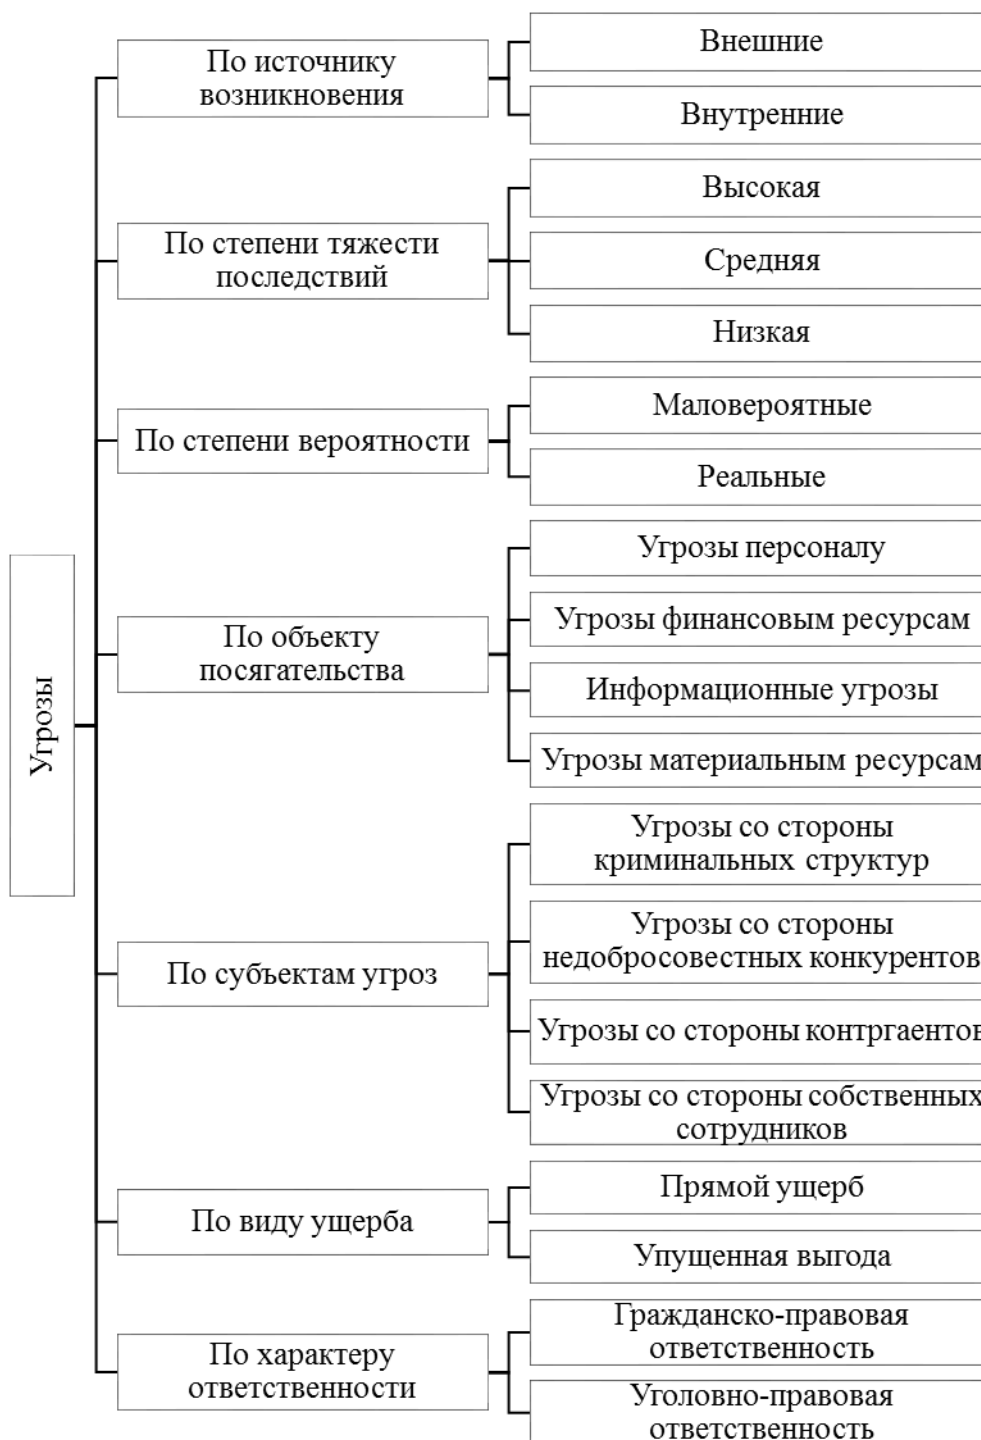 Угрозы
По источнику
возникновения
Внешние
Внутренние
По степени тяжести
последствий
Высокая
Средняя
Низкая
По степени вероятности
Маловероятные
Реальные
По объекту
посягательства
Угрозы персоналу
Угрозы финансовым ресурсам
Информационные угрозы
Угрозы материальным ресурсам
По субъектам угроз
Угрозы со стороны
криминальных структур
Угрозы со стороны
недобросовестных конкурентов
Угрозы со стороны контргаентов
Угрозы со стороны собственных
сотрудников
По виду ущерба
Прямой ущерб
Упущенная выгода
По характеру
ответственности
Гражданско-правовая
ответственность
Уголовно-правовая
ответственность